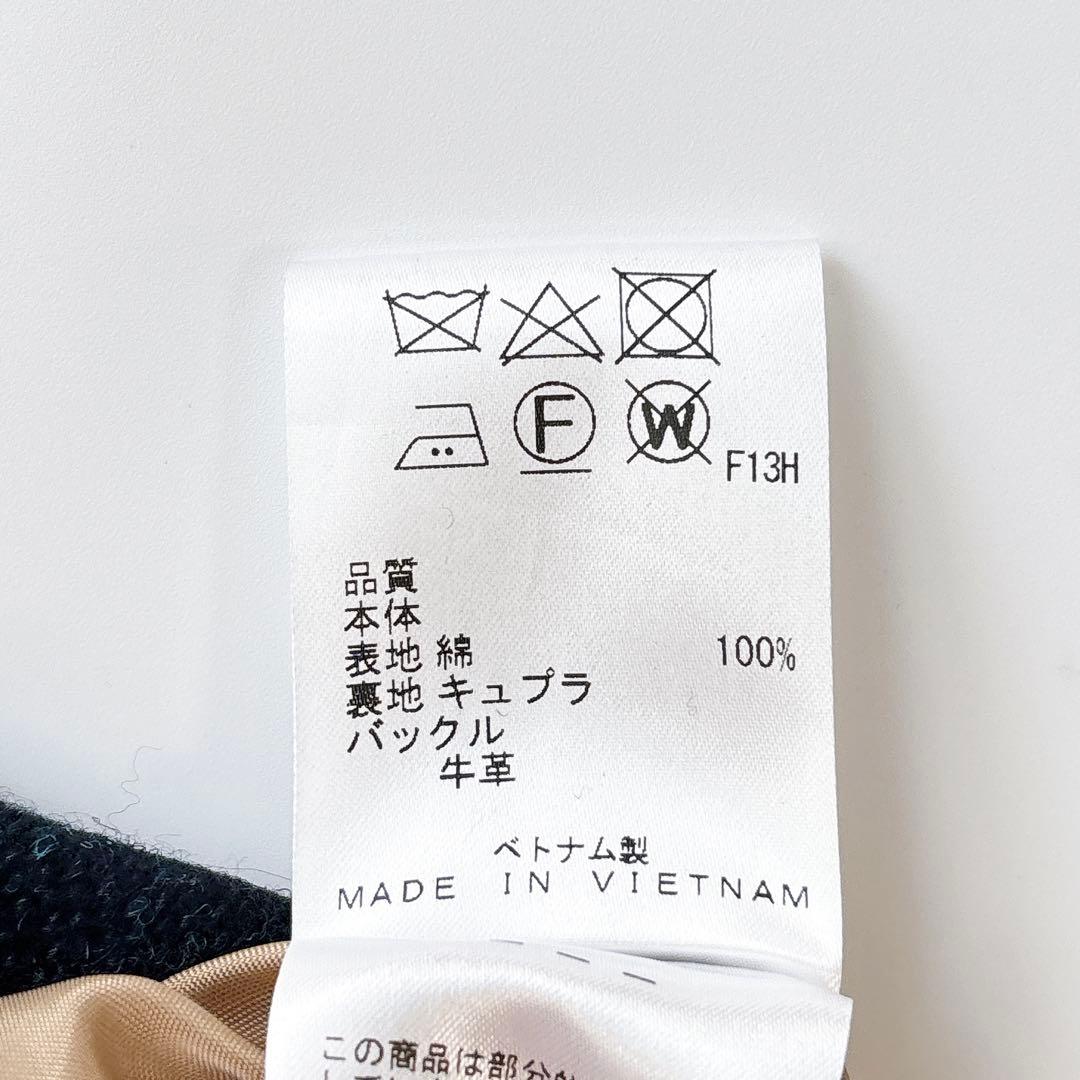 F
W
F13H
品質
本体
表地 綿 100%
裏地 キュプラ
バックル
牛革
ベトナム製
MADE IN VIETNAM
この商品は部分